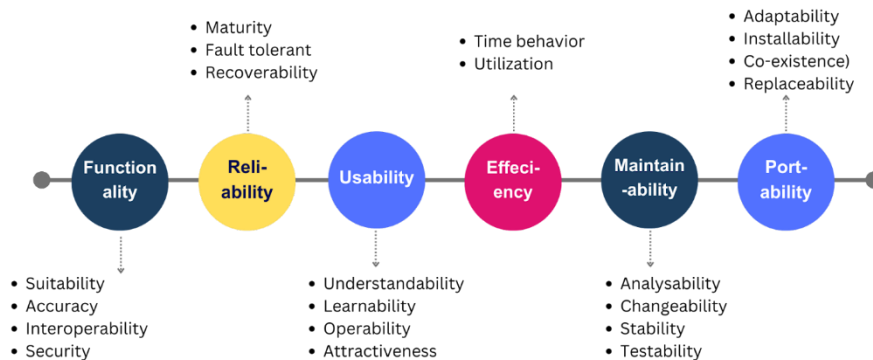 • Maturity
• Fault tolerant
• Recoverability
• Time behavior
• Utilization
• Adaptability
• Installability
• Co-existence)
• Replaceability
Function
ality
Reli-
ability
Usability
Effeci-
ency
Maintain
-ability
Port-
ability
• Suitability
• Accuracy
• Interoperability
• Security
• Understandability
• Learnability
• Operability
• Attractiveness
• Analysability
• Changeability
• Stability
• Testability